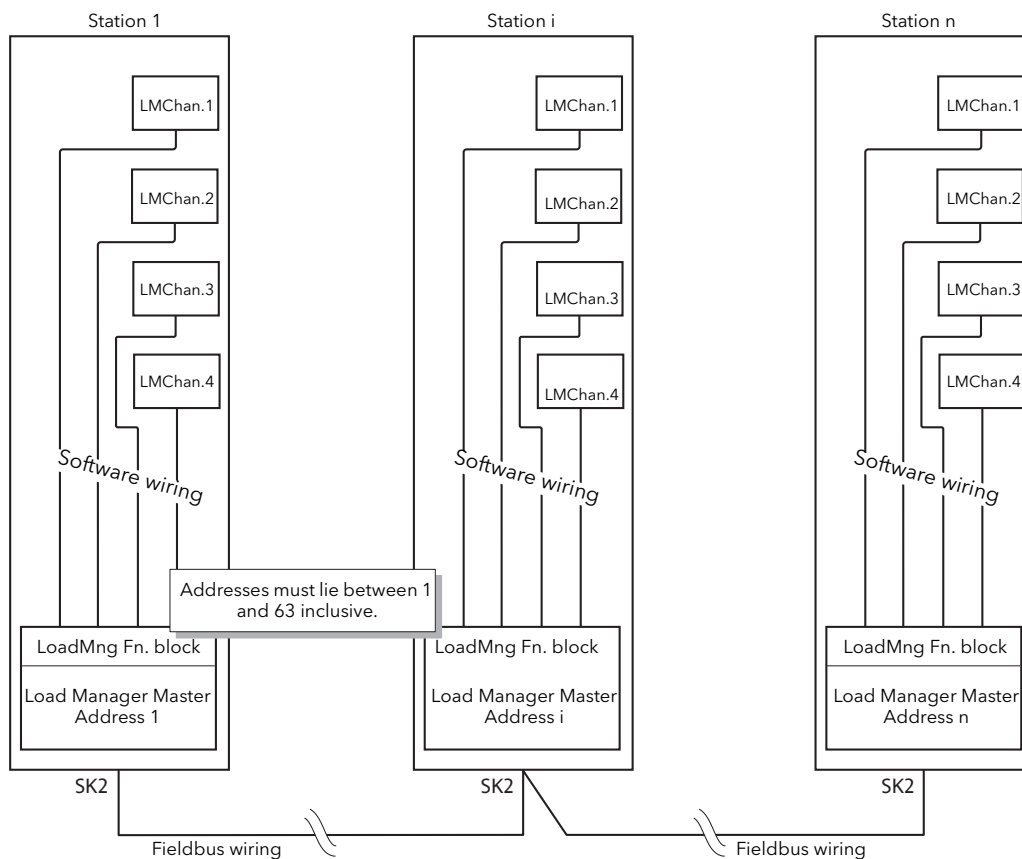 Station 1
Station i
Station n
LMChan.1
LMChan.1
LMChan.1
LMChan.2
LMChan.2
LMChan.2
LMChan.3
LMChan.3
LMChan.3
LMChan.4
LMChan.4
LMChan.4
Software wiring
Software wiring
Software wiring
Addresses must lie between 1
and 63 inclusive.
LoadMng Fn. block
LoadMng Fn. block
LoadMng Fn. block
Load Manager Master
Address 1
Load Manager Master
Address i
Load Manager Master
Address n
SK2
SK2
SK2
Fieldbus wiring
Fieldbus wiring